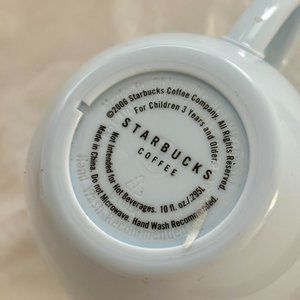 ©2006 Starbucks Coffee Company. All Rights Reserved.
For Children 3 Years and Older.
STARBUCKS
COFFEE
Not Intended for Hot Beverages. 10 fl. oz./.295L
Made in China. Do not Microwave. Hand Wash Recommended.